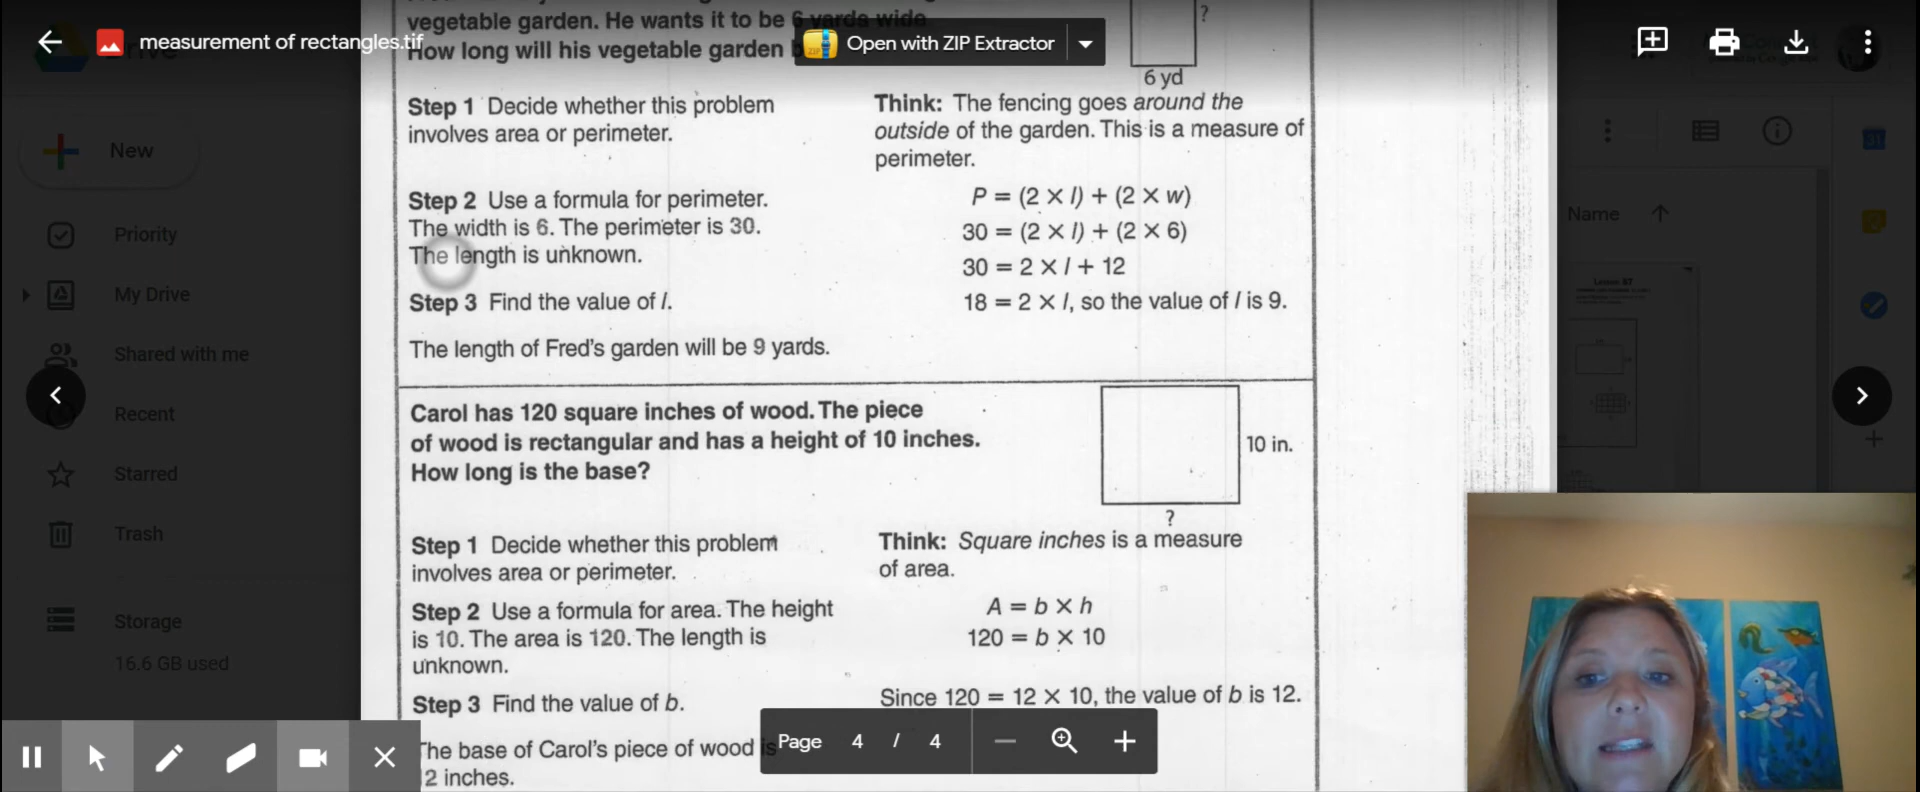 measurement of rectangles.tif
Open with ZIP Extractor
vegetable garden. He wants it to be 6 yards wide.
How long will his vegetable garden
?
6 yd
Step 1 Decide whether this problem
involves area or perimeter.
Think: The fencing goes around the
outside of the garden. This is a measure of
perimeter.
Step 2 Use a formula for perimeter.
The width is 6. The perimeter is 30.
The length is unknown.
P = (2 × l) + (2 × w)
30 = (2 × l) + (2 × 6)
30 = 2 × l + 12
Step 3 Find the value of l.
18 = 2 × l, so the value of l is 9.
The length of Fred's garden will be 9 yards.
Carol has 120 square inches of wood. The piece
of wood is rectangular and has a height of 10 inches.
How long is the base?
10 in.
?
Step 1 Decide whether this problem
involves area or perimeter.
Think: Square inches is a measure
of area.
Step 2 Use a formula for area. The height
is 10. The area is 120. The length is
unknown.
A = b × h
120 = b × 10
Step 3 Find the value of b.
Since 120 = 12 × 10, the value of b is 12.
The base of Carol's piece of wood is
12 inches.
Page 4 / 4
New
Priority
My Drive
Shared with me
Recent
Starred
Trash
Storage
16.6 GB used
Name
31
Lesson 57